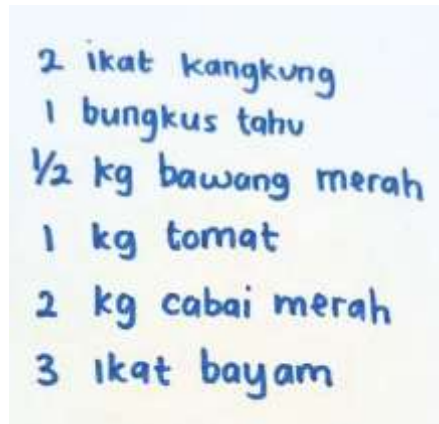 2 ikat kangkung
1 bungkus tahu
1/2 kg bawang merah
1 kg tomat
2 kg cabai merah
3 ikat bayam